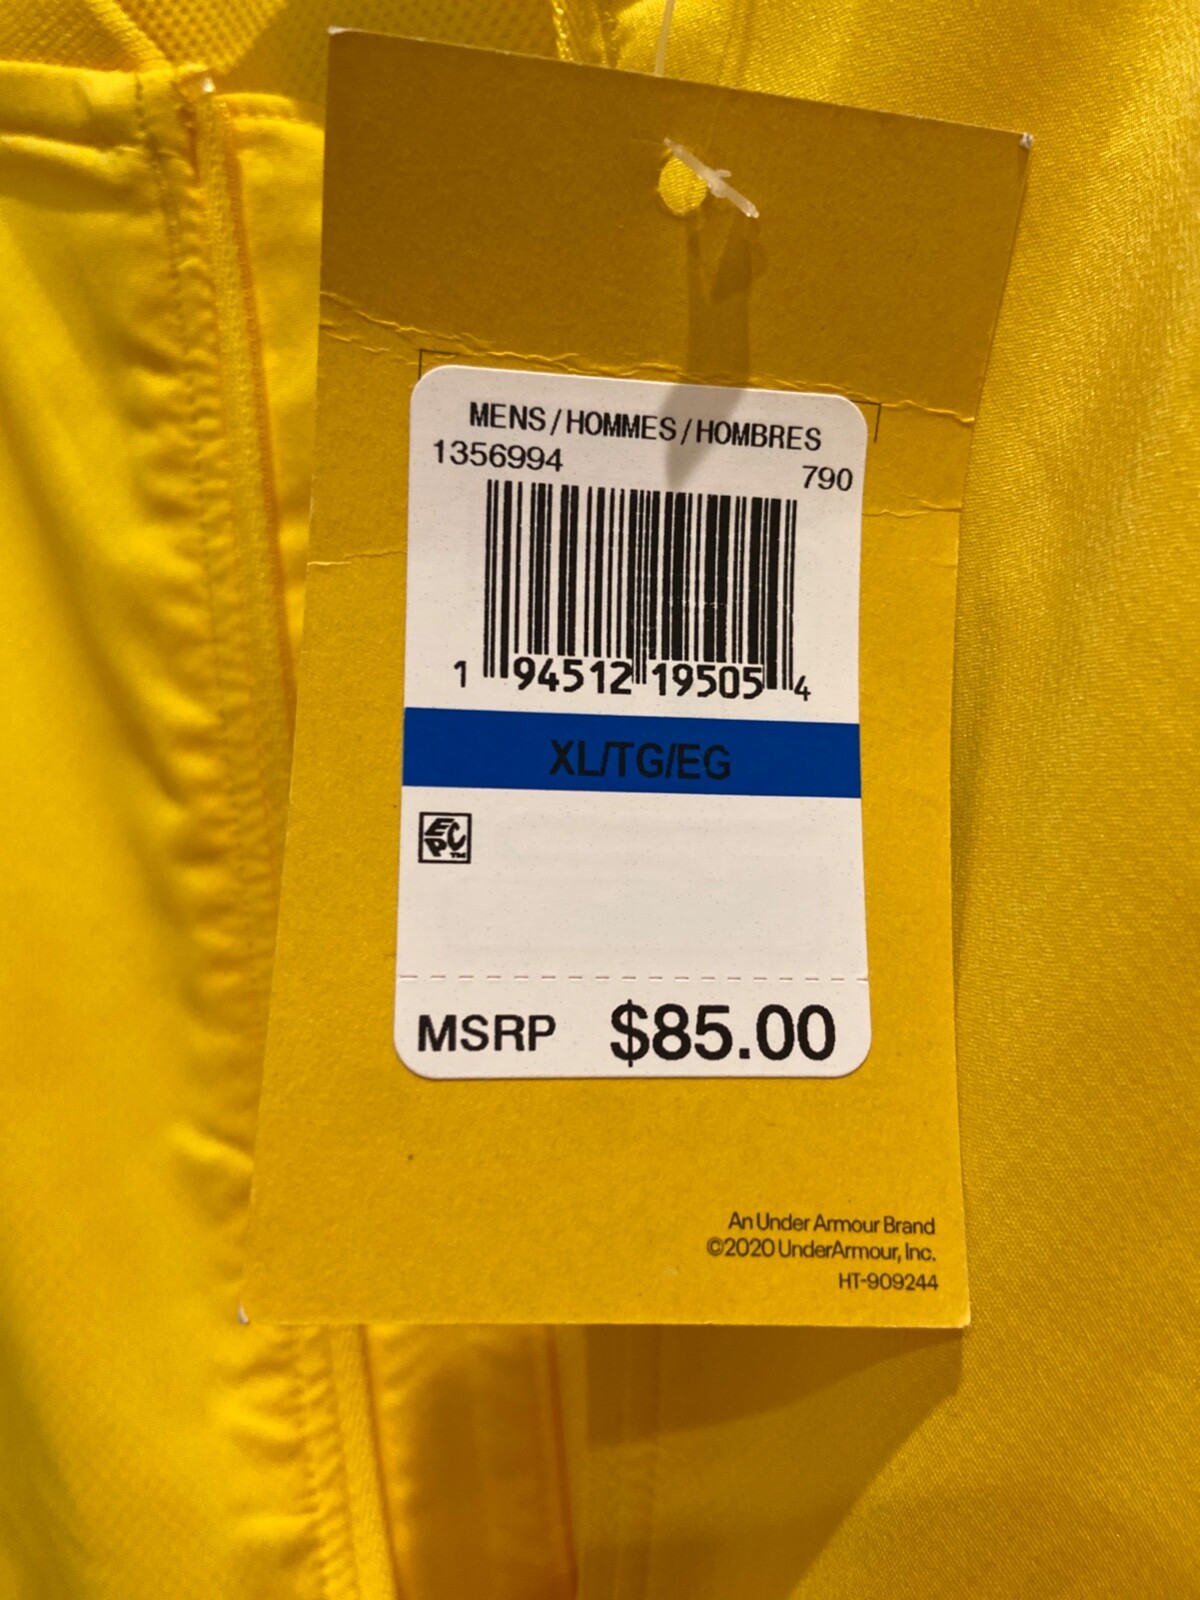 MENS/HOMMES/HOMBRES
1356994 790
1 94512 19505 4
XL/TG/EG
EPC™
MSRP $85.00
An Under Armour Brand
©2020 UnderArmour, Inc.
HT-909244